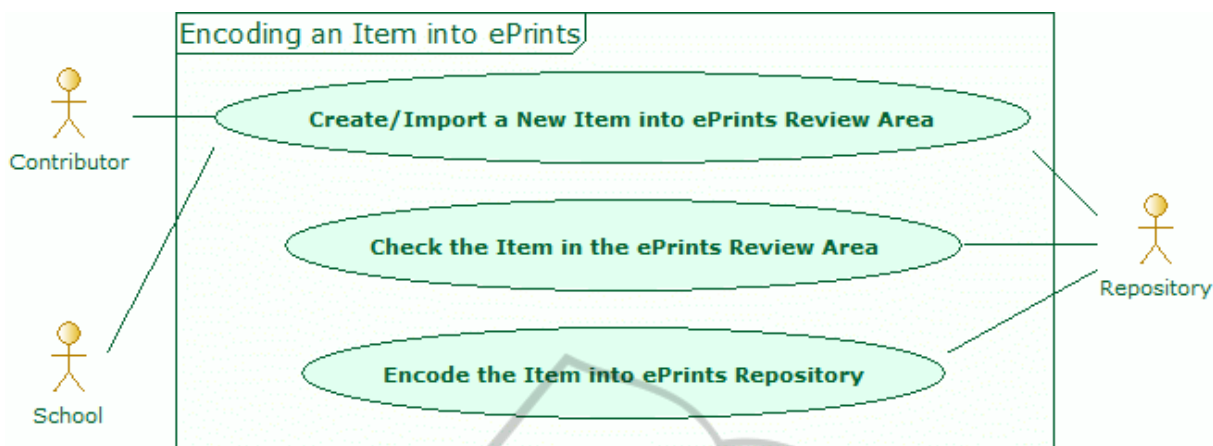 Encoding an Item into ePrints
Contributor
Create/Import a New Item into ePrints Review Area
Check the Item in the ePrints Review Area
Repository
Encode the Item into ePrints Repository
School